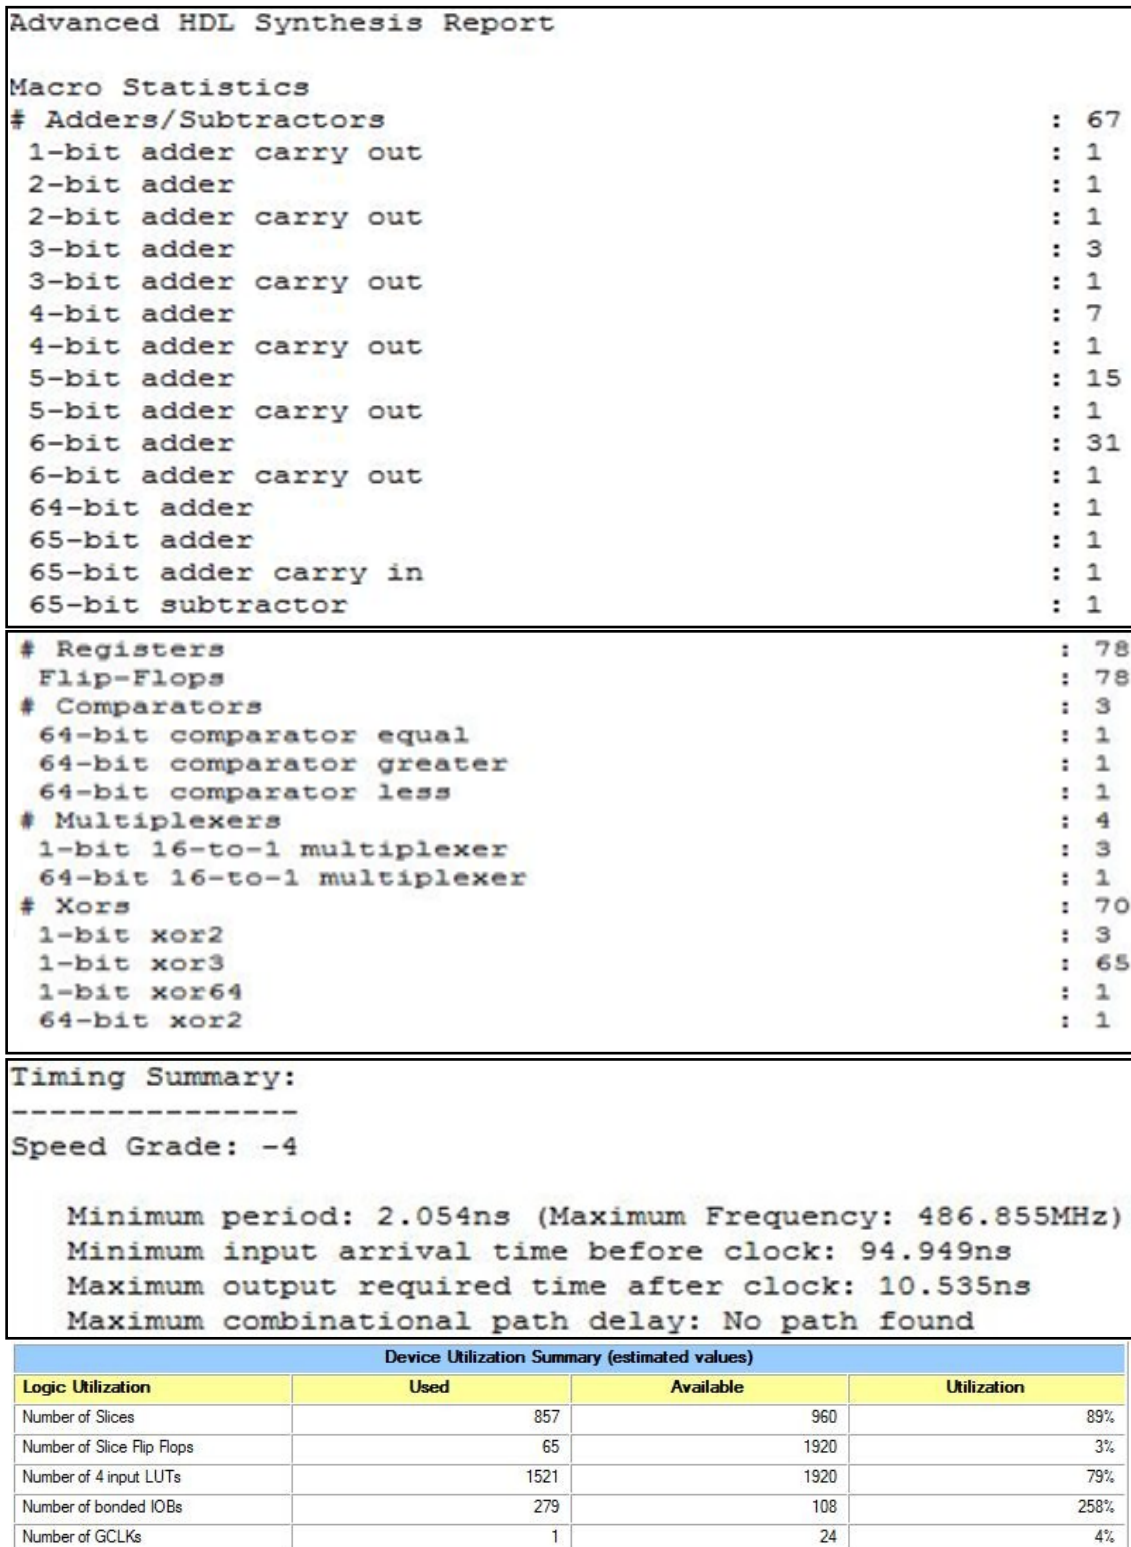 Advanced HDL Synthesis Report
Macro Statistics
# Adders/Subtractors : 67
1-bit adder carry out : 1
2-bit adder : 1
2-bit adder carry out : 1
3-bit adder : 3
3-bit adder carry out : 1
4-bit adder : 7
4-bit adder carry out : 1
5-bit adder : 15
5-bit adder carry out : 1
6-bit adder : 31
6-bit adder carry out : 1
64-bit adder : 1
65-bit adder : 1
65-bit adder carry in : 1
65-bit subtractor : 1
# Registers : 78
Flip-Flops : 78
# Comparators : 3
64-bit comparator equal : 1
64-bit comparator greater : 1
64-bit comparator less : 1
# Multiplexers : 4
1-bit 16-to-1 multiplexer : 3
64-bit 16-to-1 multiplexer : 1
# Xors : 70
1-bit xor2 : 3
1-bit xor3 : 65
1-bit xor64 : 1
64-bit xor2 : 1
Timing Summary:
---------------
Speed Grade: -4
Minimum period: 2.054ns (Maximum Frequency: 486.855MHz)
Minimum input arrival time before clock: 94.949ns
Maximum output required time after clock: 10.535ns
Maximum combinational path delay: No path found
Device Utilization Summary (estimated values)
Logic Utilization Used Available Utilization
Number of Slices 857 960 89%
Number of Slice Flip Flops 65 1920 3%
Number of 4 input LUTs 1521 1920 79%
Number of bonded IOBs 279 108 258%
Number of GCLKs 1 24 4%